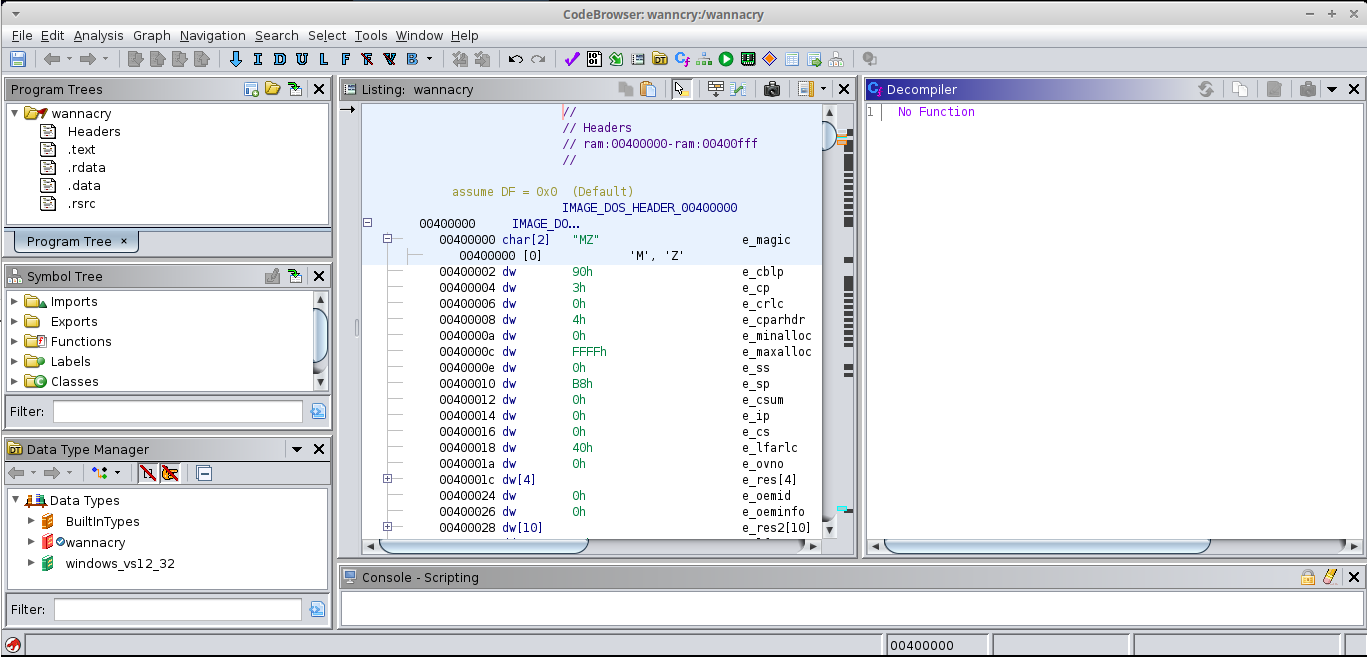 CodeBrowser: wanncry:/wannacry
File Edit Analysis Graph Navigation Search Select Tools Window Help
I D U L F B
Program Trees
wannacry
Headers
.text
.rdata
.data
.rsrc
Program Tree ×
Symbol Tree
Imports
Exports
Functions
Labels
Classes
Filter:
Data Type Manager
Data Types
BuiltInTypes
wannacry
windows_vs12_32
Filter:
Listing: wannacry
//
// Headers
// ram:00400000-ram:00400fff
//
assume DF = 0x0 (Default)
IMAGE_DOS_HEADER_00400000
00400000 IMAGE_DO...
00400000 char[2] "MZ" e_magic
00400000 [0] 'M', 'Z'
00400002 dw 90h e_cblp
00400004 dw 3h e_cp
00400006 dw 0h e_crlc
00400008 dw 4h e_cparhdr
0040000a dw 0h e_minalloc
0040000c dw FFFFh e_maxalloc
0040000e dw 0h e_ss
00400010 dw B8h e_sp
00400012 dw 0h e_csum
00400014 dw 0h e_ip
00400016 dw 0h e_cs
00400018 dw 40h e_lfarlc
0040001a dw 0h e_ovno
0040001c dw[4] e_res[4]
00400024 dw 0h e_oemid
00400026 dw 0h e_oeminfo
00400028 dw[10] e_res2[10]
Decompiler
1 No Function
Console - Scripting
00400000